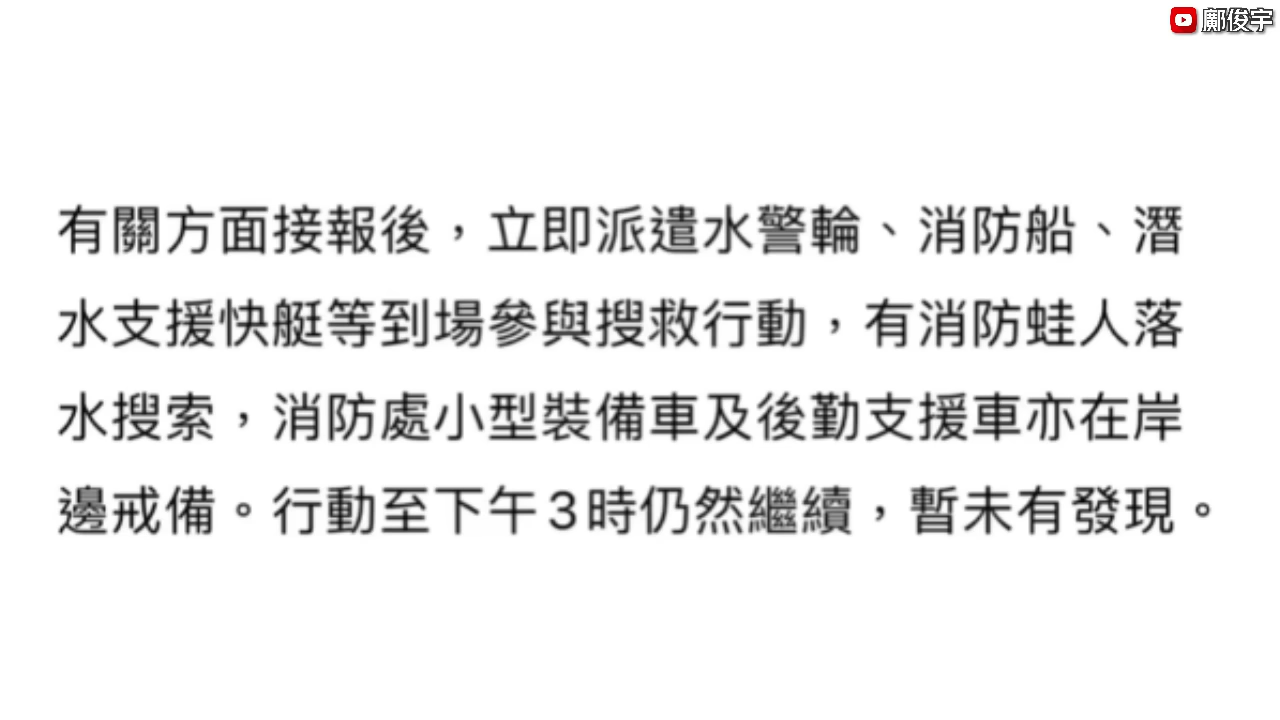 鄺俊宇
有關方面接報後，立即派遣水警輪、消防船、潛
水支援快艇等到場參與搜救行動，有消防蛙人落
水搜索，消防處小型裝備車及後勤支援車亦在岸
邊戒備。行動至下午3時仍然繼續，暫未有發現。